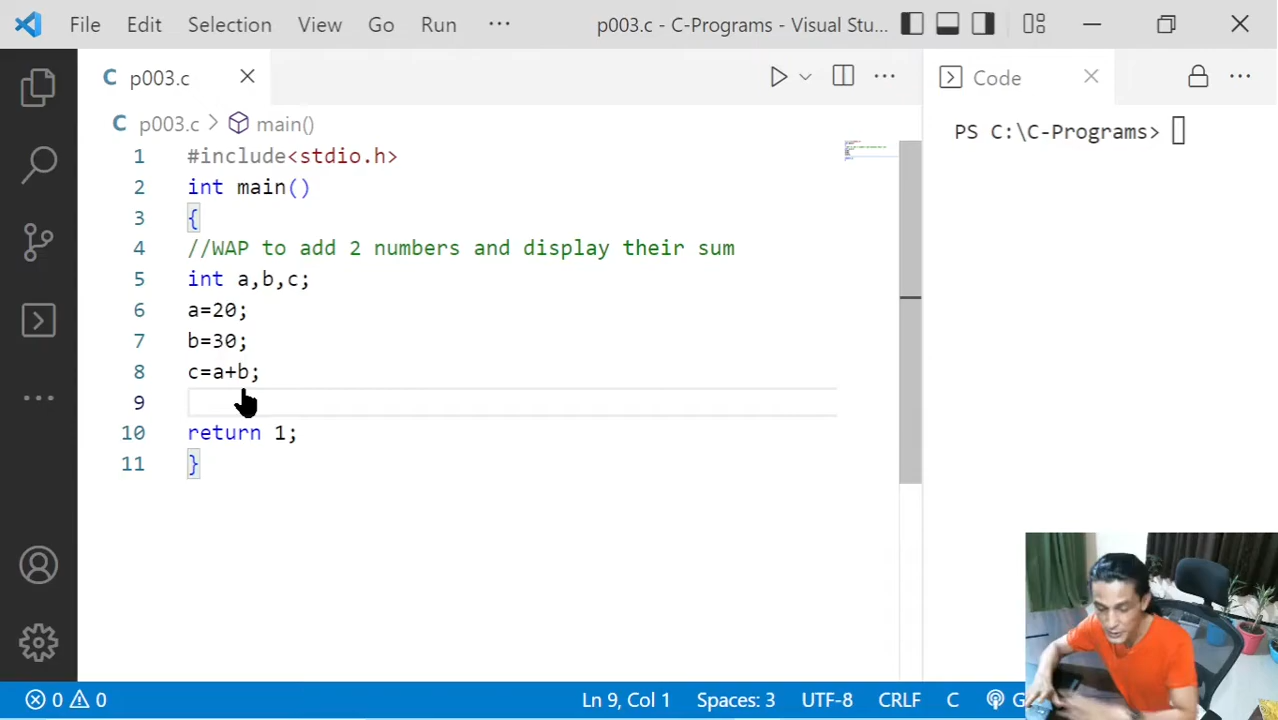 File Edit Selection View Go Run ··· p003.c - C-Programs - Visual Stu...
C p003.c
Code
C p003.c > main()
PS C:\C-Programs>
1 #include<stdio.h>
2 int main()
3 {
4 //WAP to add 2 numbers and display their sum
5 int a,b,c;
6 a=20;
7 b=30;
8 c=a+b;
9
10 return 1;
11 }
0 0 Ln 9, Col 1 Spaces: 3 UTF-8 CRLF C G